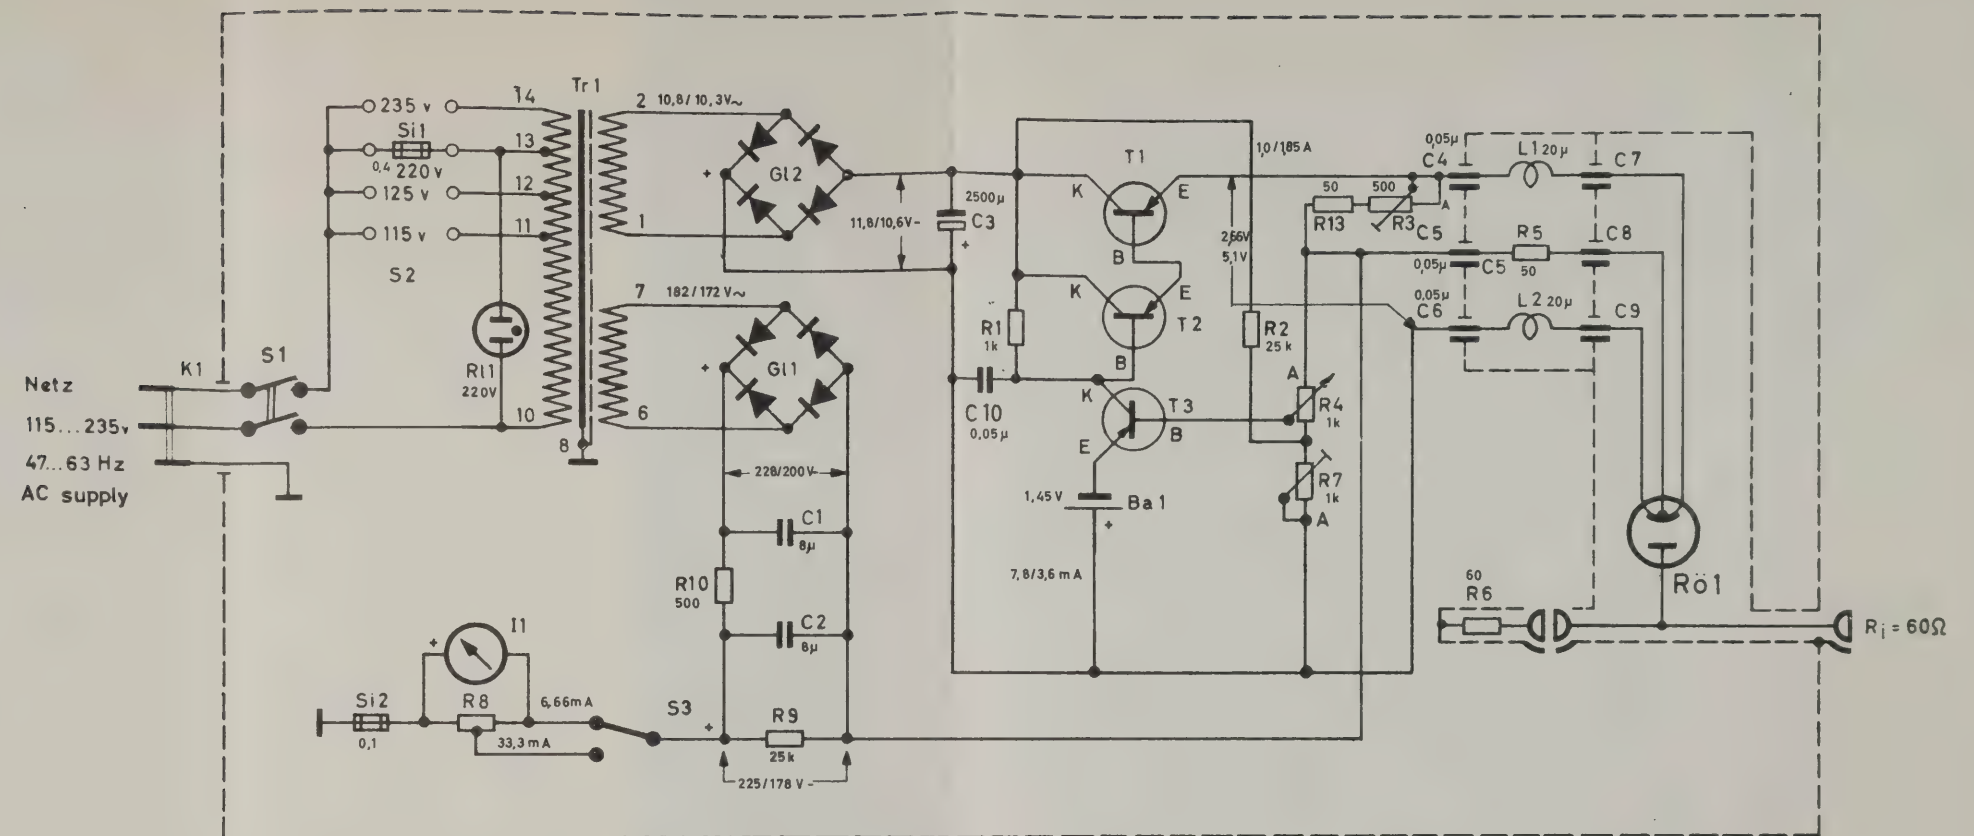 Tr1
235 v
14
Si1
0,4 220 v
13
125 v
12
115 v
11
S2
Rl1
220V
10
8
2 10,8/10,3V~
1
7 182/172 V~
6
+ Gl2
+ Gl1
11,8/10,6V-
2500µ
C3
+
K T1 E
B
K E
T2
B
R1
1k
C10
0,05µ
K T3
B
E
1,45 V
Ba1
+
7,8/3,6 mA
1,0/1,85 A
2,66V
5,1V
R2
25 k
50 500
R13 R3 A
A
R4
1k
R7
1k
A
0,05µ
C4 L1 20µ C7
C5 R5 C8
0,05µ C5 50
0,05µ
C6 L2 20µ C9
Rö1
60
R6
Ri = 60Ω
Netz
115...235v
47...63 Hz
AC supply
K1
S1
228/200V-
C1
8µ
R10
500
C2
8µ
I1
+
Si2
0,1
R8
6,66mA
33,3mA
S3
+
R9
25k
225/178 V-